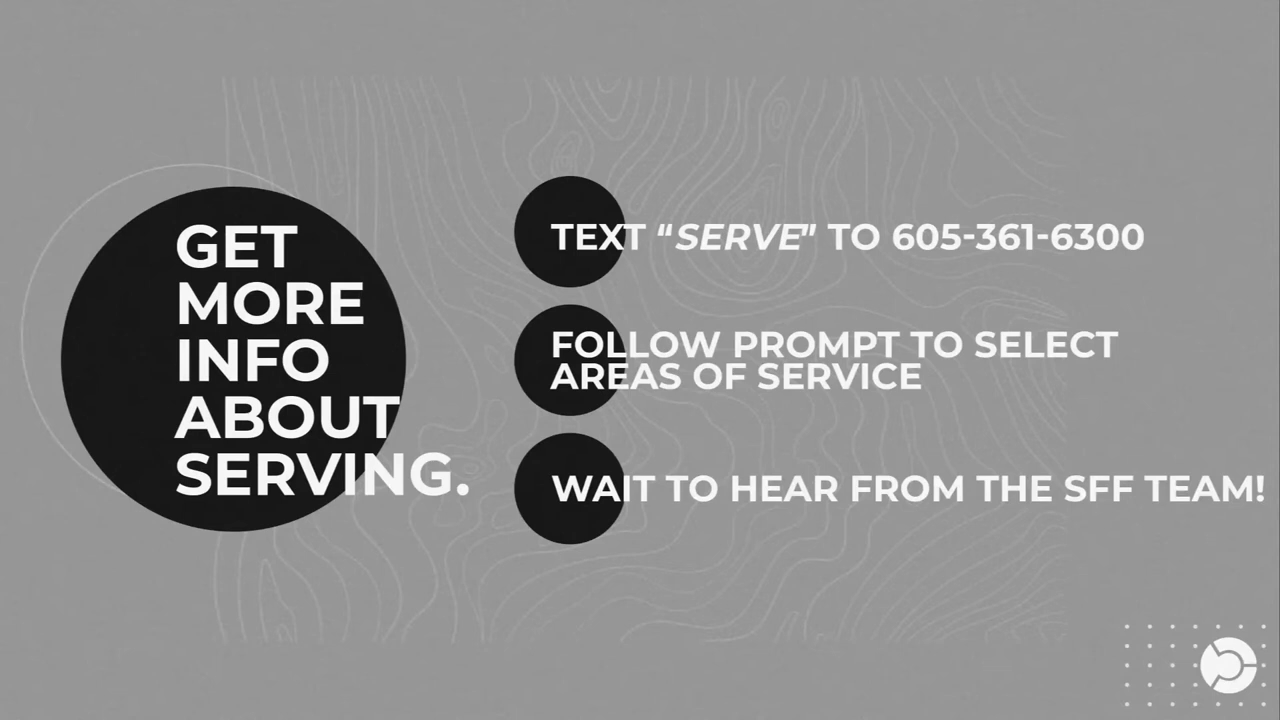 GET
MORE
INFO
ABOUT
SERVING.
TEXT "SERVE" TO 605-361-6300
FOLLOW PROMPT TO SELECT
AREAS OF SERVICE
WAIT TO HEAR FROM THE SFF TEAM!